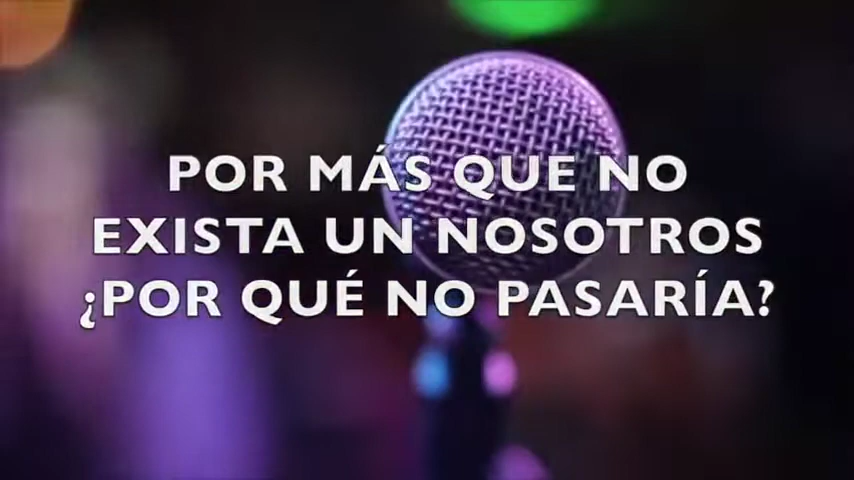 POR MÁS QUE NO
EXISTA UN NOSOTROS
¿POR QUÉ NO PASARÍA?